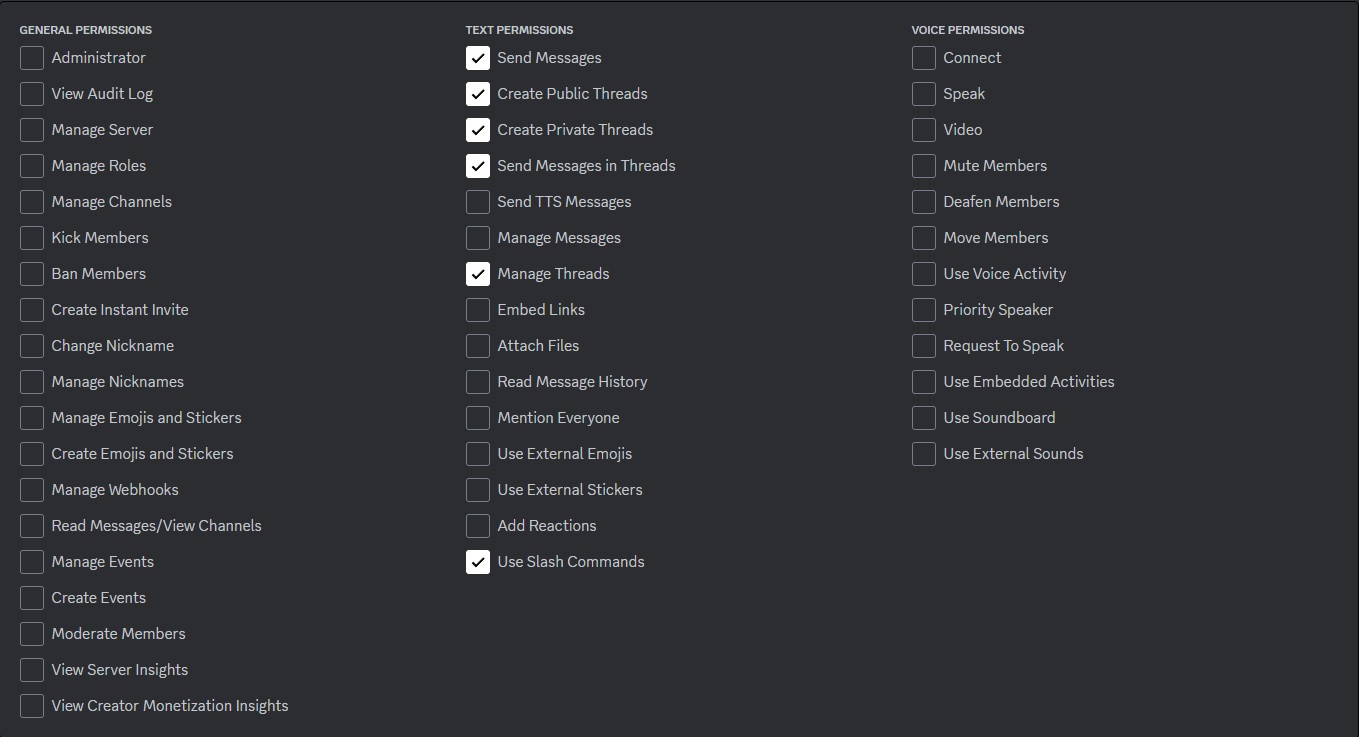 GENERAL PERMISSIONS
Administrator
View Audit Log
Manage Server
Manage Roles
Manage Channels
Kick Members
Ban Members
Create Instant Invite
Change Nickname
Manage Nicknames
Manage Emojis and Stickers
Create Emojis and Stickers
Manage Webhooks
Read Messages/View Channels
Manage Events
Create Events
Moderate Members
View Server Insights
View Creator Monetization Insights
TEXT PERMISSIONS
Send Messages
Create Public Threads
Create Private Threads
Send Messages in Threads
Send TTS Messages
Manage Messages
Manage Threads
Embed Links
Attach Files
Read Message History
Mention Everyone
Use External Emojis
Use External Stickers
Add Reactions
Use Slash Commands
VOICE PERMISSIONS
Connect
Speak
Video
Mute Members
Deafen Members
Move Members
Use Voice Activity
Priority Speaker
Request To Speak
Use Embedded Activities
Use Soundboard
Use External Sounds